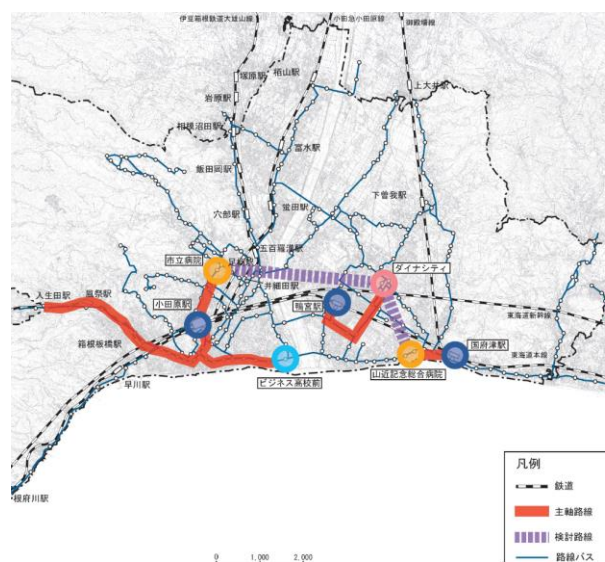 伊豆箱根鉄道大雄山線
小田急小田原線
御殿場線
塚原駅
栢山駅
上大井駅
岩原駅
相模沼田駅
富水駅
飯田岡駅
下曽我駅
穴部駅
螢田駅
五百羅漢駅
市立病院
足柄駅
ダイナシティ
井細田駅
入生田駅
風祭駅
小田原駅
鴨宮駅
東海道新幹線
箱根板橋駅
国府津駅
東海道本線
早川駅
ビジネス高校前
山近記念総合病院
根府川駅
凡例
鉄道
主軸路線
検討路線
路線バス
0 1,000 2,000